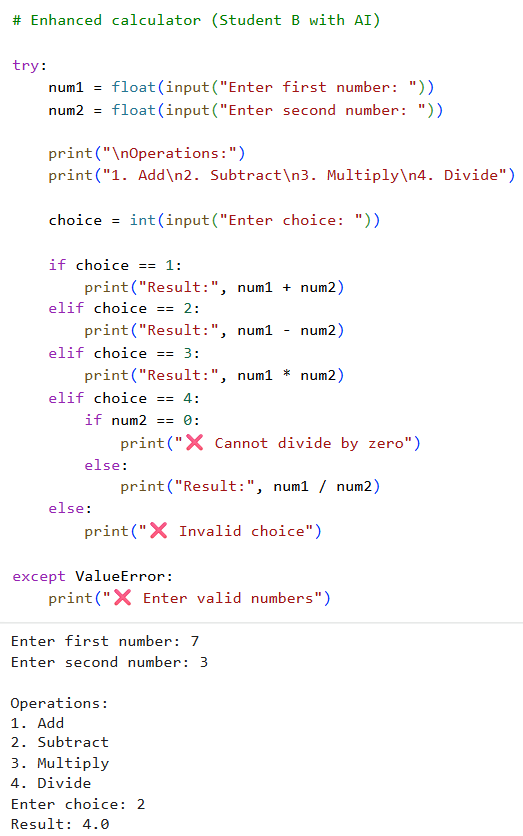 # Enhanced calculator (Student B with AI)
try:
    num1 = float(input("Enter first number: "))
    num2 = float(input("Enter second number: "))
    print("\nOperations:")
    print("1. Add\n2. Subtract\n3. Multiply\n4. Divide")
    choice = int(input("Enter choice: "))
    if choice == 1:
        print("Result:", num1 + num2)
    elif choice == 2:
        print("Result:", num1 - num2)
    elif choice == 3:
        print("Result:", num1 * num2)
    elif choice == 4:
        if num2 == 0:
            print("❌ Cannot divide by zero")
        else:
            print("Result:", num1 / num2)
    else:
        print("❌ Invalid choice")
except ValueError:
    print("❌ Enter valid numbers")
Enter first number: 7
Enter second number: 3
Operations:
1. Add
2. Subtract
3. Multiply
4. Divide
Enter choice: 2
Result: 4.0